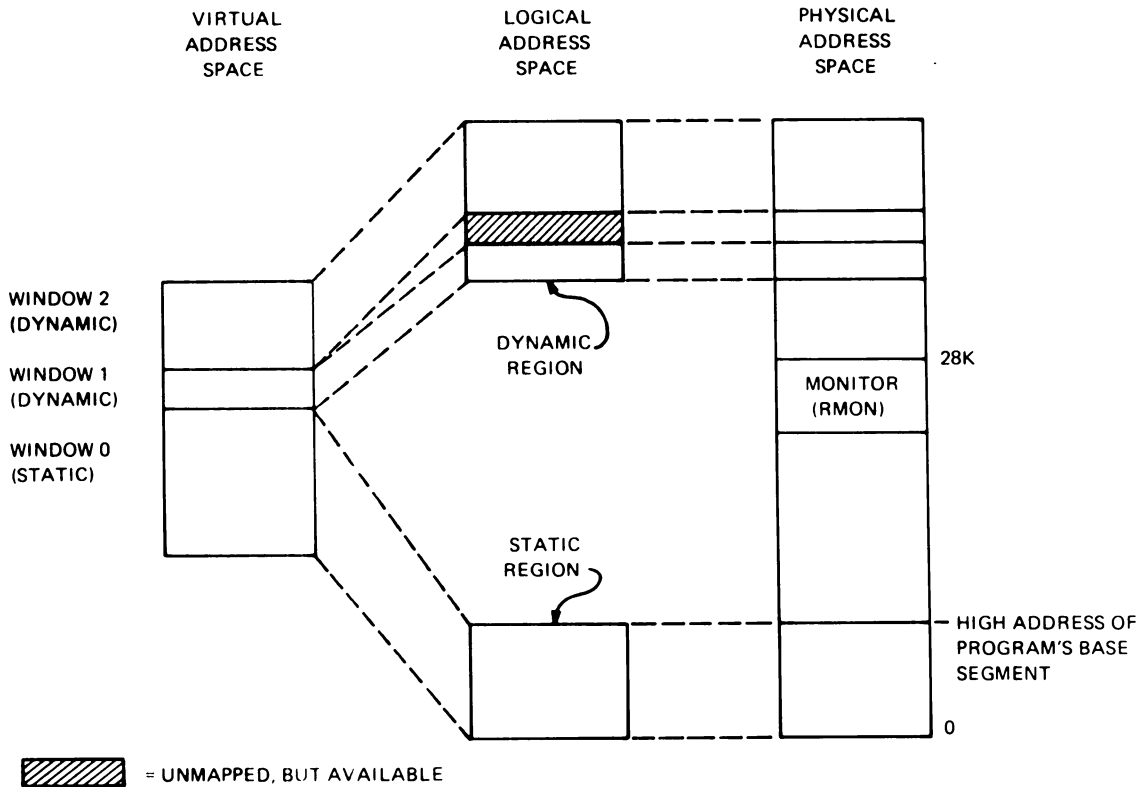 VIRTUAL
ADDRESS
SPACE
LOGICAL
ADDRESS
SPACE
PHYSICAL
ADDRESS
SPACE
WINDOW 2
(DYNAMIC)
WINDOW 1
(DYNAMIC)
WINDOW 0
(STATIC)
DYNAMIC
REGION
STATIC
REGION
28K
MONITOR
(RMON)
HIGH ADDRESS OF
PROGRAM'S BASE
SEGMENT
0
= UNMAPPED, BUT AVAILABLE